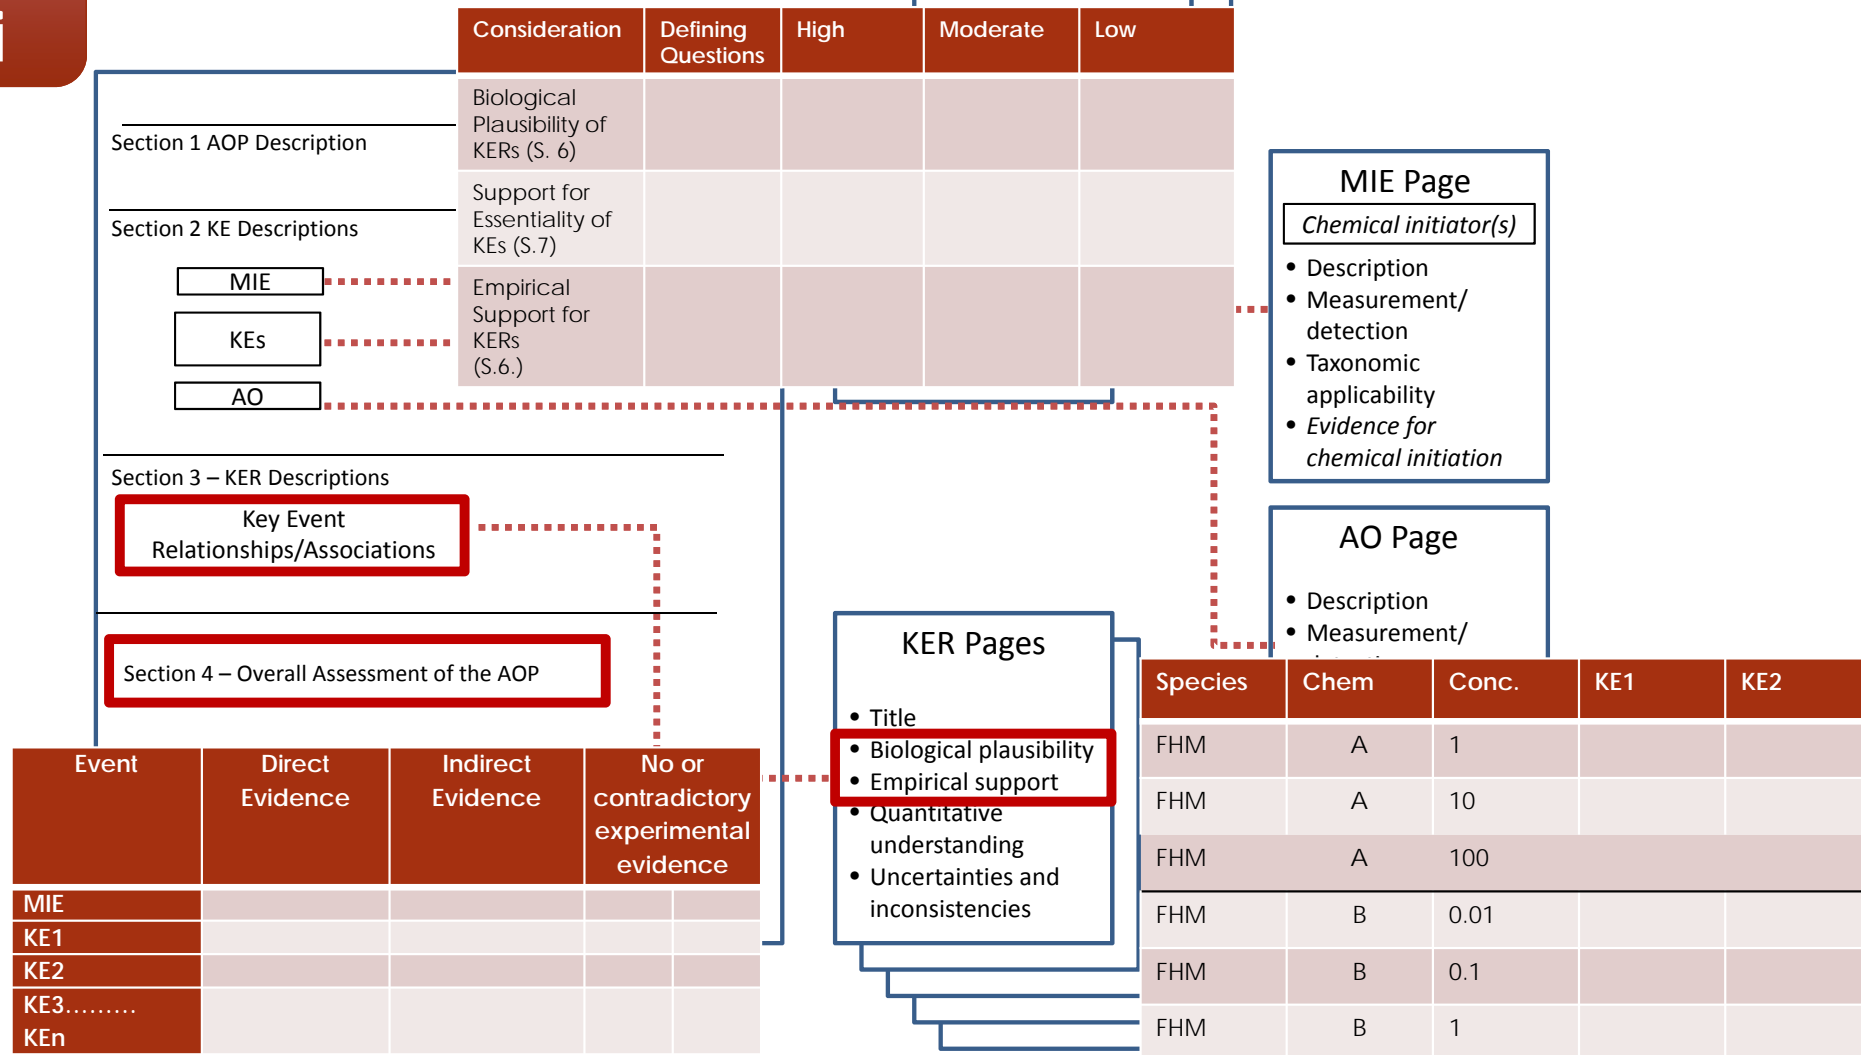 i
Consideration
Defining
Questions
High
Moderate
Low
Biological
Plausibility of
KERs (S. 6)
Support for
Essentiality of
KEs (S.7)
Empirical
Support for
KERs
(S.6.)
Section 1 AOP Description
Section 2 KE Descriptions
MIE
KEs
AO
Section 3 – KER Descriptions
Key Event
Relationships/Associations
Section 4 – Overall Assessment of the AOP
MIE Page
Chemical initiator(s)
• Description
• Measurement/
detection
• Taxonomic
applicability
• Evidence for
chemical initiation
AO Page
• Description
• Measurement/
KER Pages
• Title
• Biological plausibility
• Empirical support
• Quantitative
understanding
• Uncertainties and
inconsistencies
Event
Direct
Evidence
Indirect
Evidence
No or
contradictory
experimental
evidence
MIE
KE1
KE2
KE3.........
KEn
Species Chem Conc. KE1 KE2
FHM A 1
FHM A 10
FHM A 100
FHM B 0.01
FHM B 0.1
FHM B 1